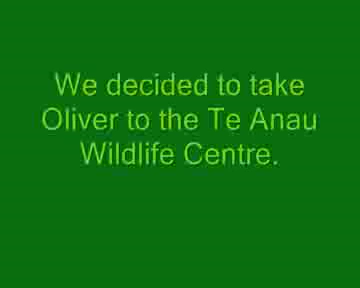 We decided to take
Oliver to the Te Anau
Wildlife Centre.